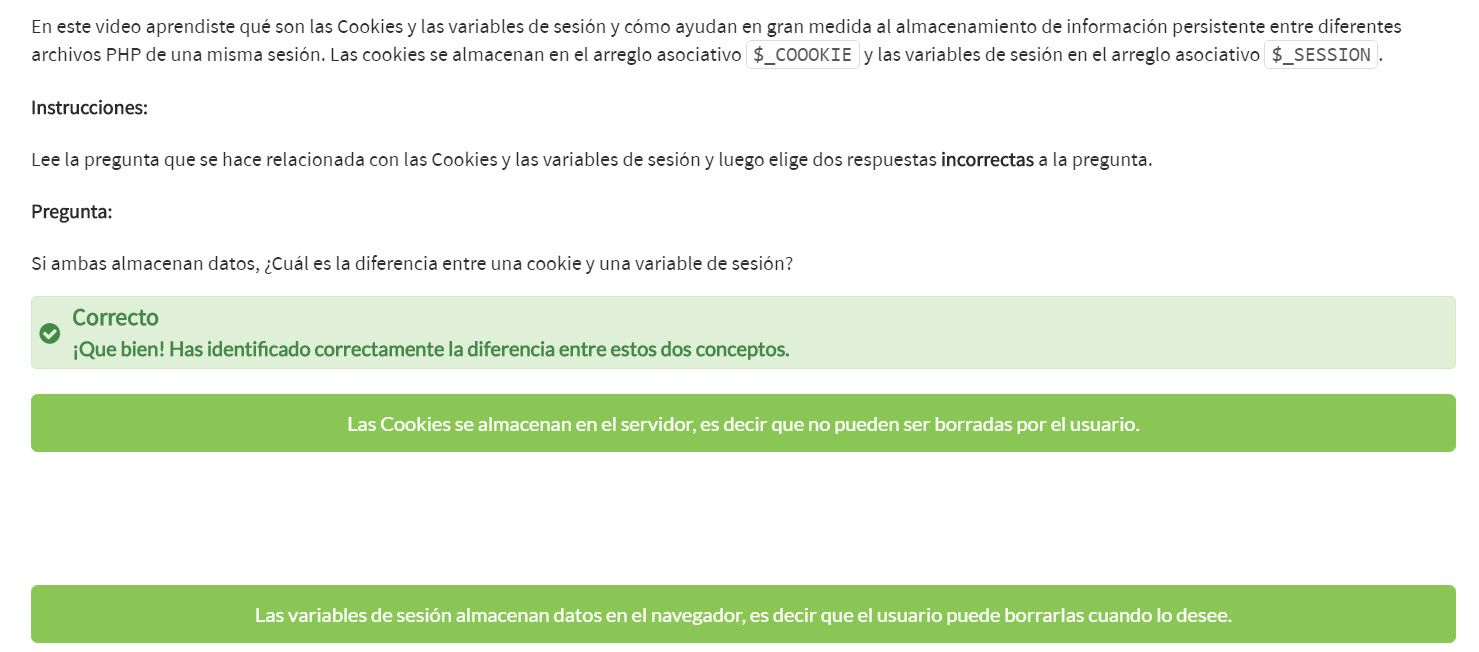 En este video aprendiste qué son las Cookies y las variables de sesión y cómo ayudan en gran medida al almacenamiento de información persistente entre diferentes
archivos PHP de una misma sesión. Las cookies se almacenan en el arreglo asociativo $_COOOKIE y las variables de sesión en el arreglo asociativo $_SESSION.
Instrucciones:
Lee la pregunta que se hace relacionada con las Cookies y las variables de sesión y luego elige dos respuestas incorrectas a la pregunta.
Pregunta:
Si ambas almacenan datos, ¿Cuál es la diferencia entre una cookie y una variable de sesión?
Correcto
¡Que bien! Has identificado correctamente la diferencia entre estos dos conceptos.
Las Cookies se almacenan en el servidor, es decir que no pueden ser borradas por el usuario.
Las variables de sesión almacenan datos en el navegador, es decir que el usuario puede borrarlas cuando lo desee.